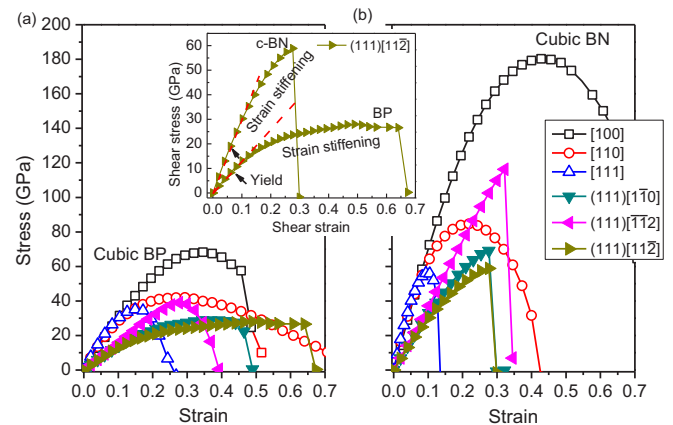 (a)
(b)
200
180
160
140
120
100
80
60
40
20
0
Stress (GPa)
Cubic BP
0.0 0.1 0.2 0.3 0.4 0.5 0.6 0.7
Strain
60
50
40
30
20
10
0
Shear stress (GPa)
c-BN
(111)[112̄]
Strain stiffening
BP
Strain stiffening
Yield
0.0 0.1 0.2 0.3 0.4 0.5 0.6 0.7
Shear strain
Cubic BN
[100]
[110]
[111]
(111)[11̄0]
(111)[1̄1̄2]
(111)[112̄]
0.0 0.1 0.2 0.3 0.4 0.5 0.6 0.7
Strain